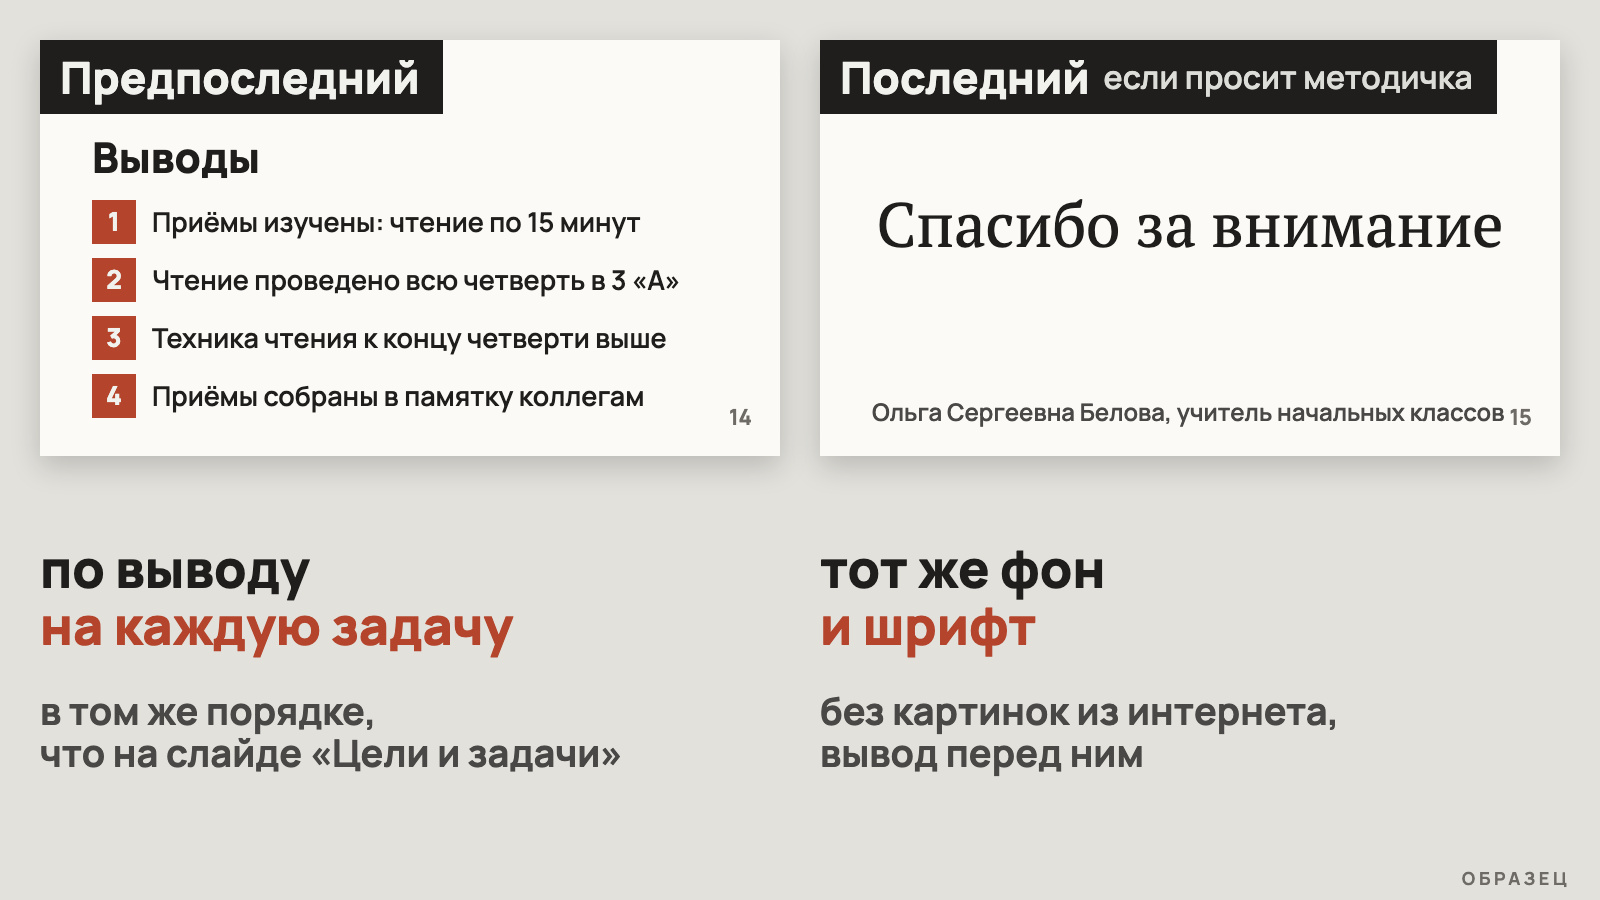 Предпоследний
Выводы
1 Приёмы изучены: чтение по 15 минут
2 Чтение проведено всю четверть в 3 «А»
3 Техника чтения к концу четверти выше
4 Приёмы собраны в памятку коллегам
14
Последний если просит методичка
Спасибо за внимание
Ольга Сергеевна Белова, учитель начальных классов 15
по выводу
на каждую задачу
в том же порядке,
что на слайде «Цели и задачи»
тот же фон
и шрифт
без картинок из интернета,
вывод перед ним
ОБРАЗЕЦ